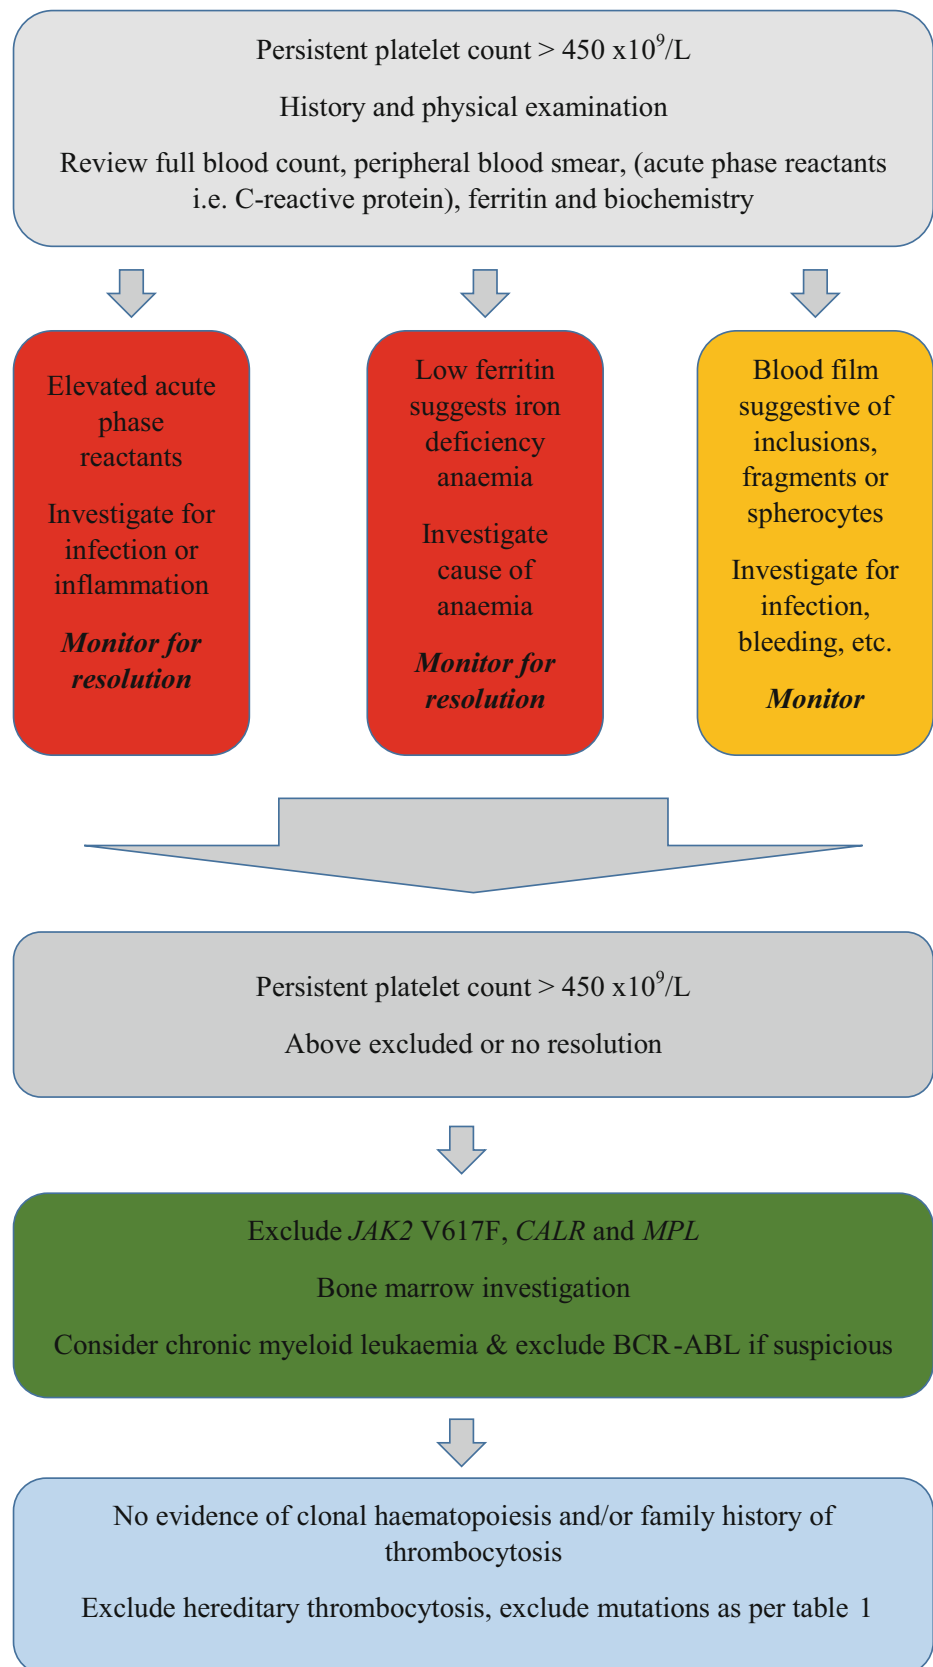 Persistent platelet count > 450 x10⁹/L
History and physical examination
Review full blood count, peripheral blood smear, (acute phase reactants
i.e. C-reactive protein), ferritin and biochemistry
Elevated acute
phase
reactants
Investigate for
infection or
inflammation
Monitor for
resolution
Low ferritin
suggests iron
deficiency
anaemia
Investigate
cause of
anaemia
Monitor for
resolution
Blood film
suggestive of
inclusions,
fragments or
spherocytes
Investigate for
infection,
bleeding, etc.
Monitor
Persistent platelet count > 450 x10⁹/L
Above excluded or no resolution
Exclude JAK2 V617F, CALR and MPL
Bone marrow investigation
Consider chronic myeloid leukaemia & exclude BCR-ABL if suspicious
No evidence of clonal haematopoiesis and/or family history of
thrombocytosis
Exclude hereditary thrombocytosis, exclude mutations as per table 1